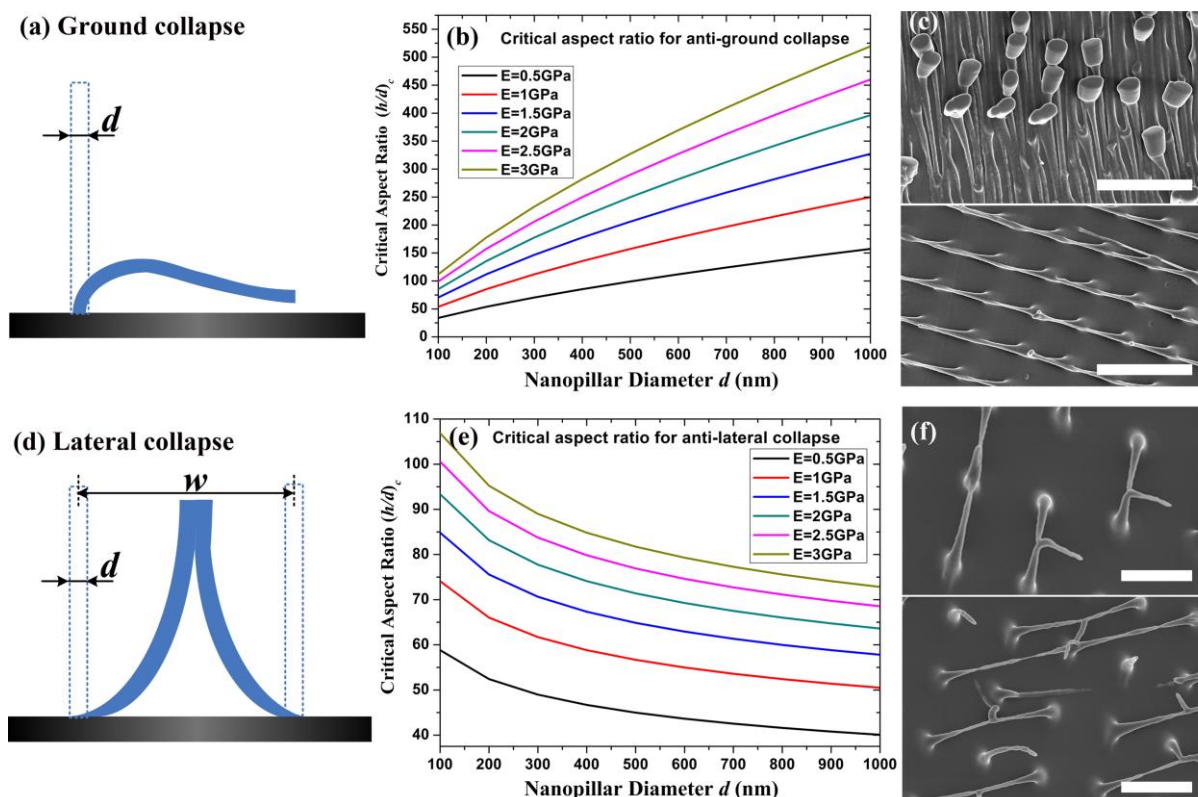 (a) Ground collapse
d
(b)
Critical aspect ratio for anti-ground collapse
E=0.5GPa
E=1GPa
E=1.5GPa
E=2GPa
E=2.5GPa
E=3GPa
Critical Aspect Ratio (h/d)c
550
500
450
400
350
300
250
200
150
100
50
0
100 200 300 400 500 600 700 800 900 1000
Nanopillar Diameter d (nm)
(c)
(d) Lateral collapse
w
d
(e)
Critical aspect ratio for anti-lateral collapse
E=0.5GPa
E=1GPa
E=1.5GPa
E=2GPa
E=2.5GPa
E=3GPa
Critical Aspect Ratio (h/d)c
110
100
90
80
70
60
50
40
100 200 300 400 500 600 700 800 900 1000
Nanopillar Diameter d (nm)
(f)